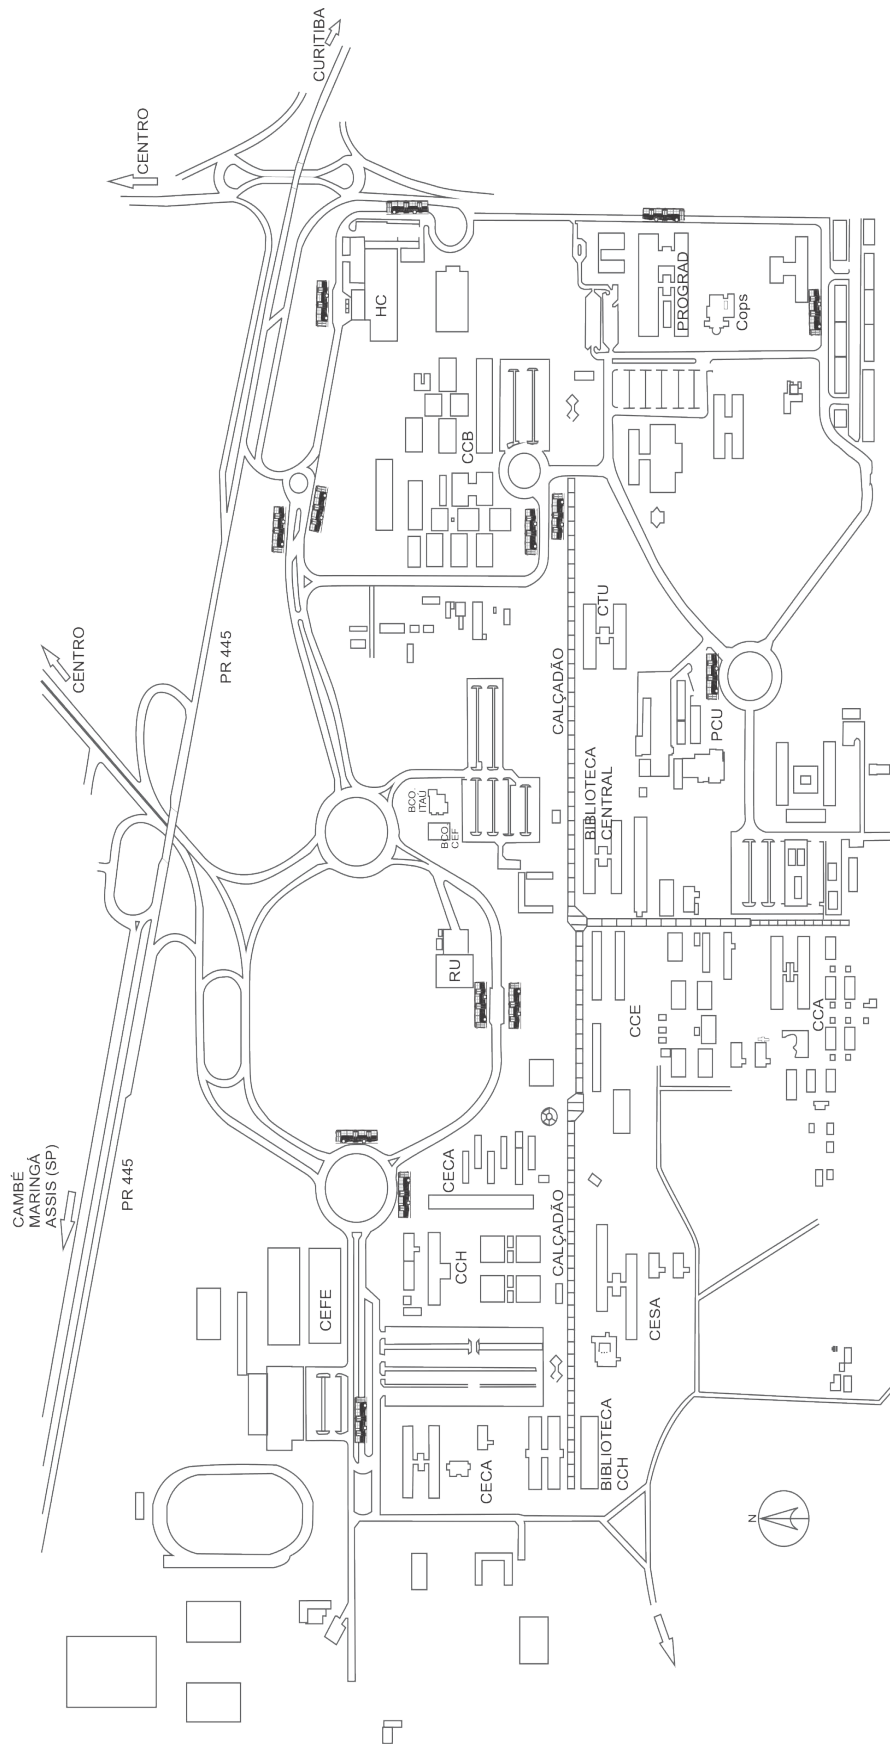 CURITIBA
CENTRO
HC
PROGRAD
Cops
CCB
PR 445
CENTRO
CALÇADÃO
CTU
PCU
BCO.
ITAÚ
BCO.
CEF
BIBLIOTECA
CENTRAL
RU
CCE
CCA
CAMBÉ
MARINGÁ
ASSIS (SP)
PR 445
CECA
CALÇADÃO
CCH
CEFE
CESA
CECA
BIBLIOTECA
CCH
N